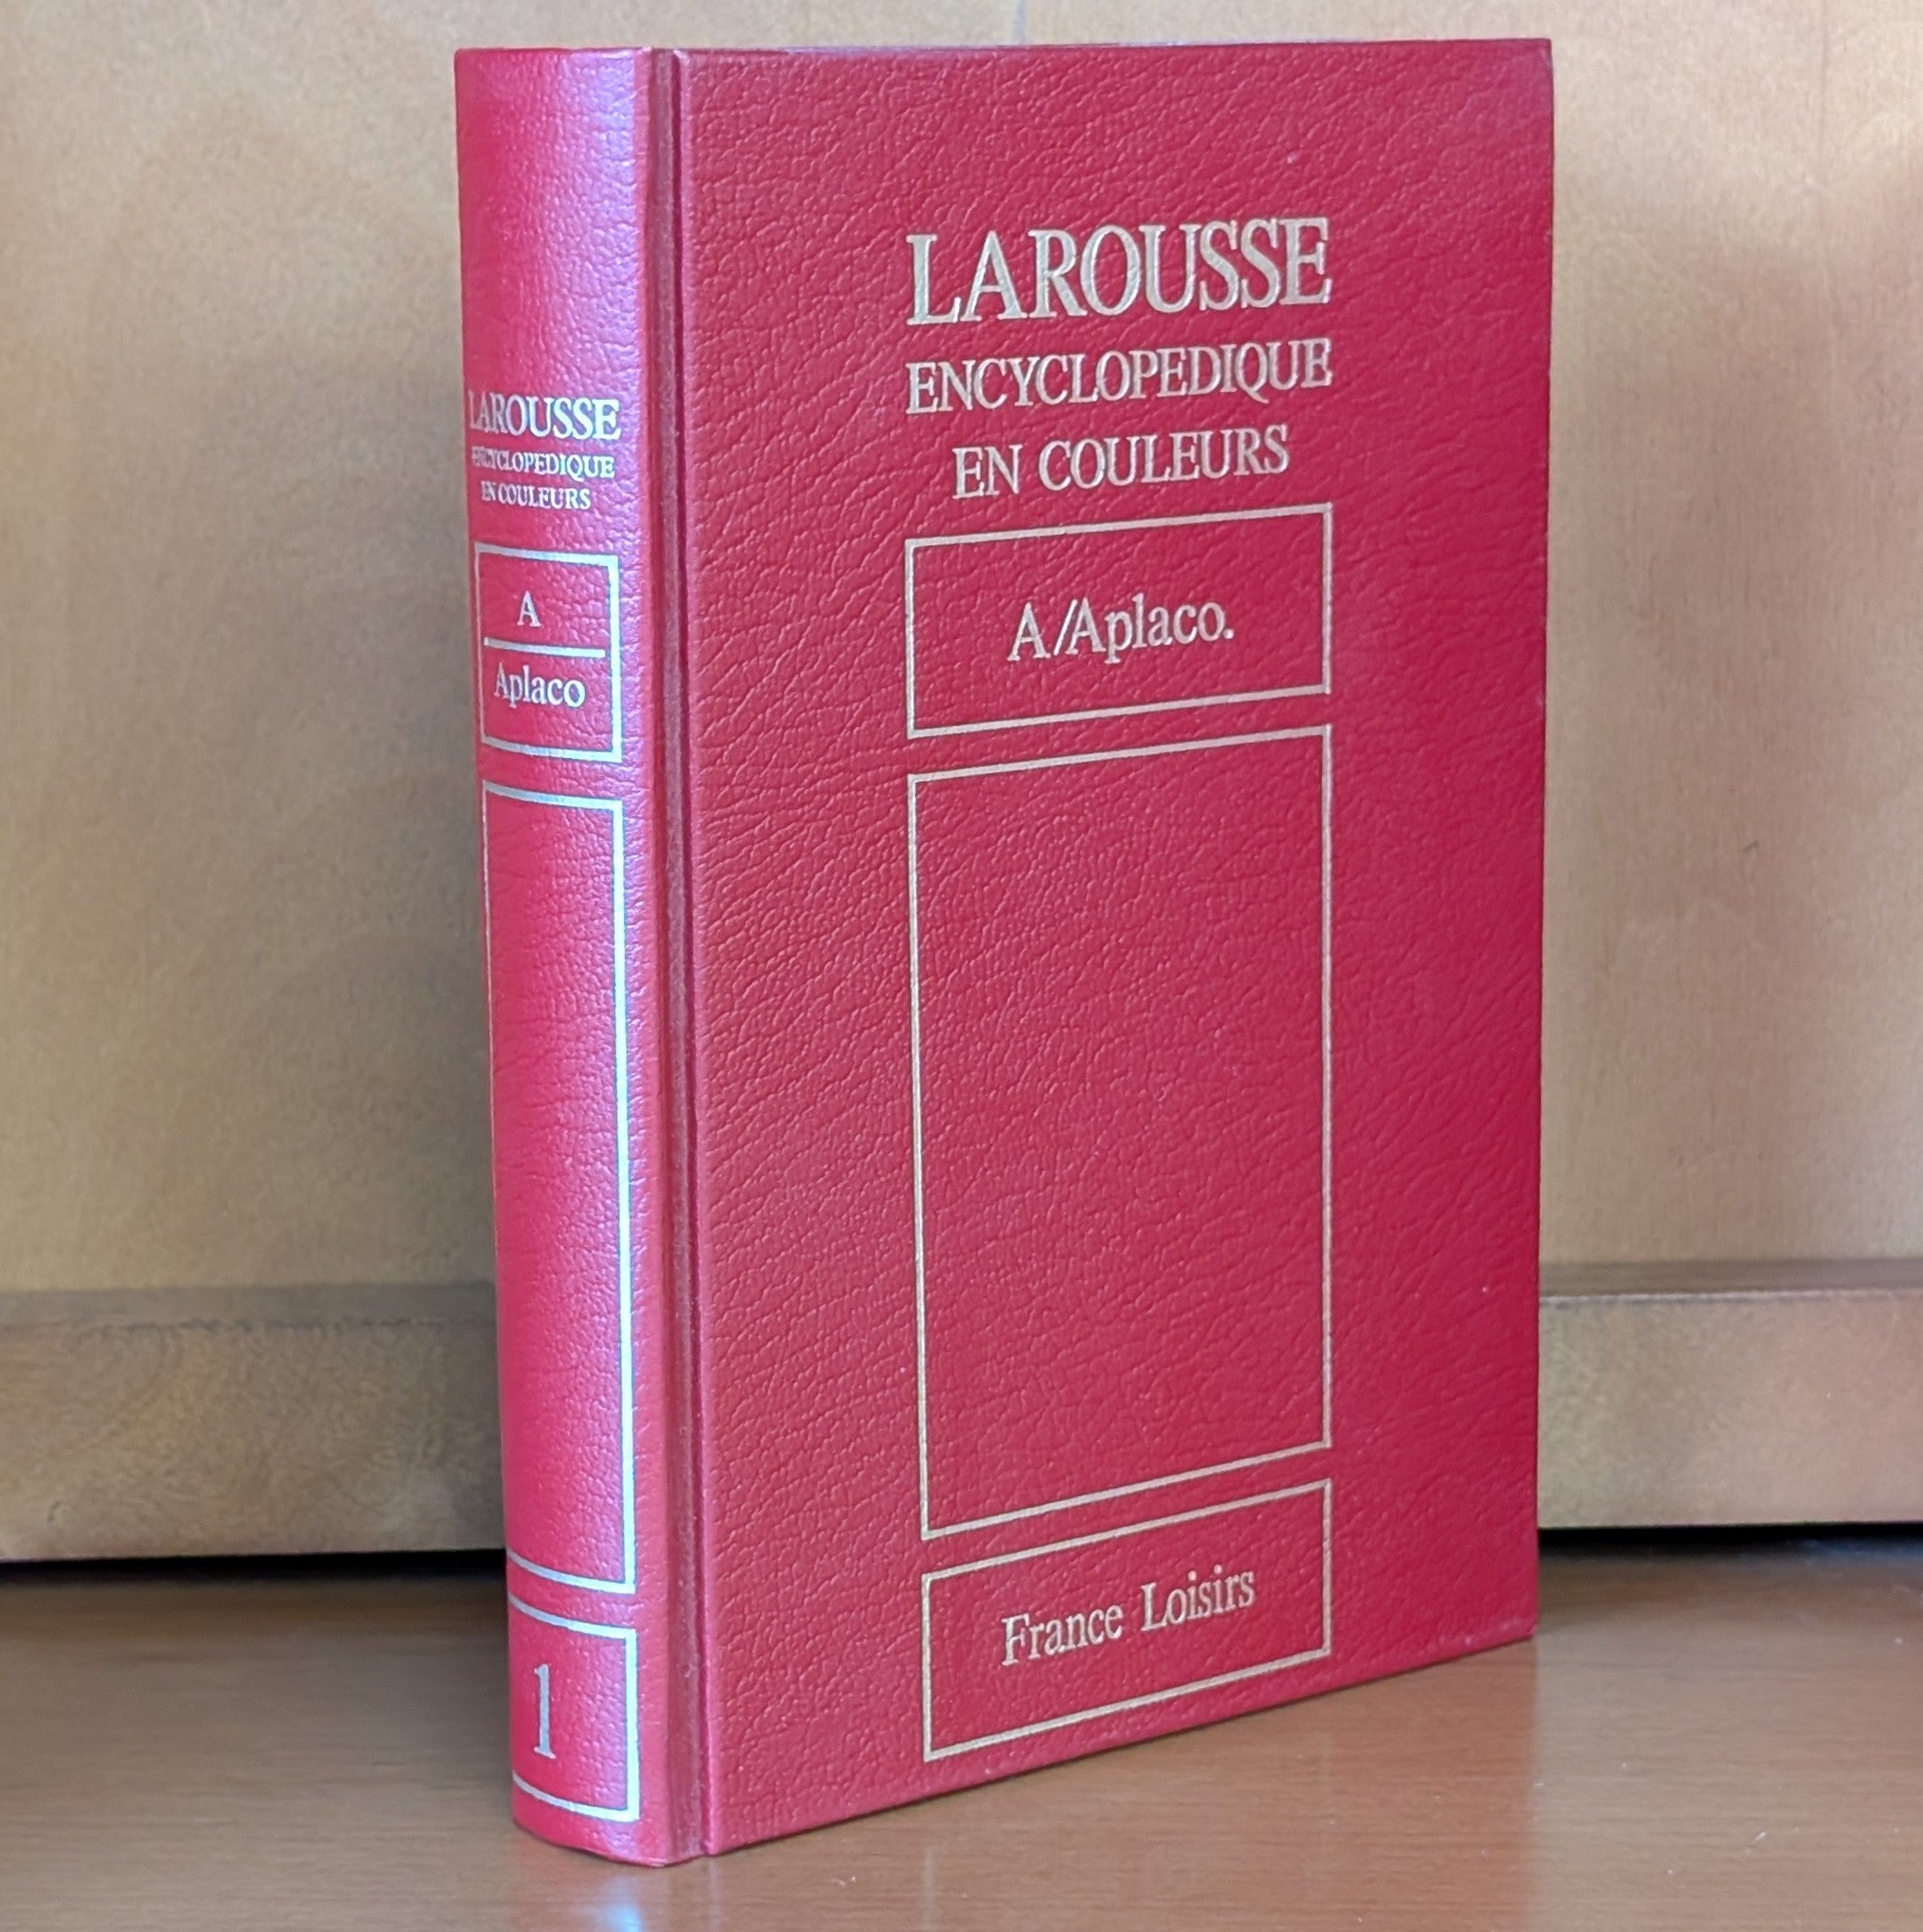 LAROUSSE
ENCYCLOPEDIQUE
EN COULEURS
A
Aplaco
1
LAROUSSE
ENCYCLOPEDIQUE
EN COULEURS
A/Aplaco.
France Loisirs